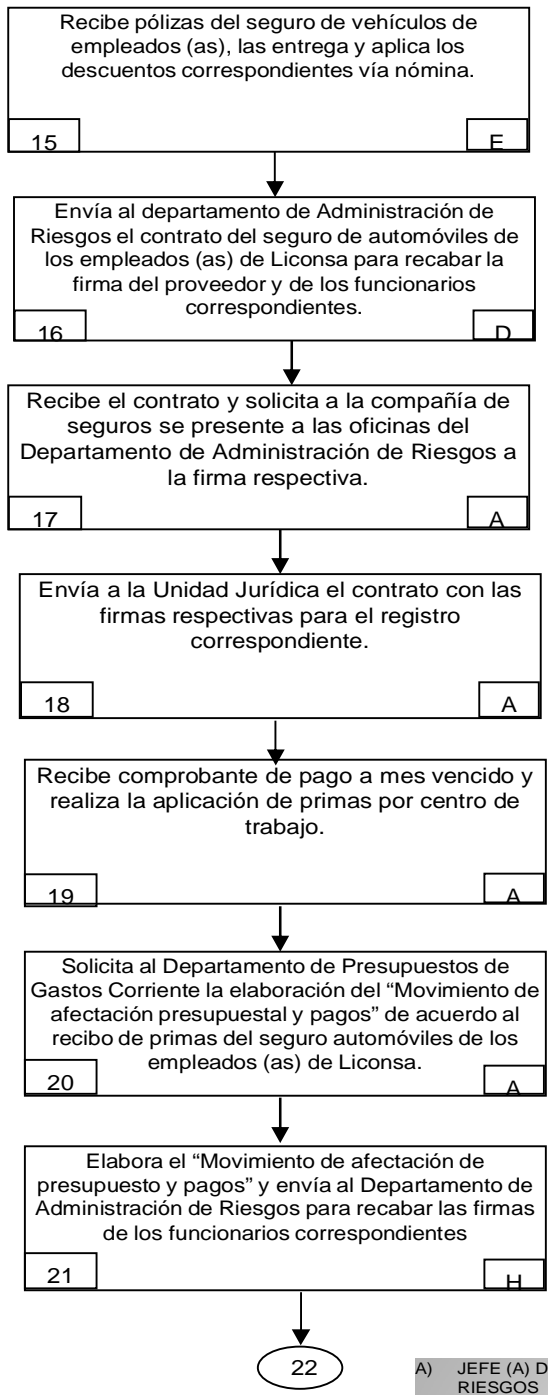 Recibe pólizas del seguro de vehículos de
empleados (as), las entrega y aplica los
descuentos correspondientes vía nómina.
15
E
Envía al departamento de Administración de
Riesgos el contrato del seguro de automóviles de
los empleados (as) de Liconsa para recabar la
firma del proveedor y de los funcionarios
correspondientes.
16
D
Recibe el contrato y solicita a la compañía de
seguros se presente a las oficinas del
Departamento de Administración de Riesgos a
la firma respectiva.
17
A
Envía a la Unidad Jurídica el contrato con las
firmas respectivas para el registro
correspondiente.
18
A
Recibe comprobante de pago a mes vencido y
realiza la aplicación de primas por centro de
trabajo.
19
A
Solicita al Departamento de Presupuestos de
Gastos Corriente la elaboración del “Movimiento de
afectación presupuestal y pagos” de acuerdo al
recibo de primas del seguro automóviles de los
empleados (as) de Liconsa.
20
A
Elabora el “Movimiento de afectación de
presupuesto y pagos” y envía al Departamento de
Administración de Riesgos para recabar las firmas
de los funcionarios correspondientes
21
H
22
A) JEFE (A) D
RIESGOS